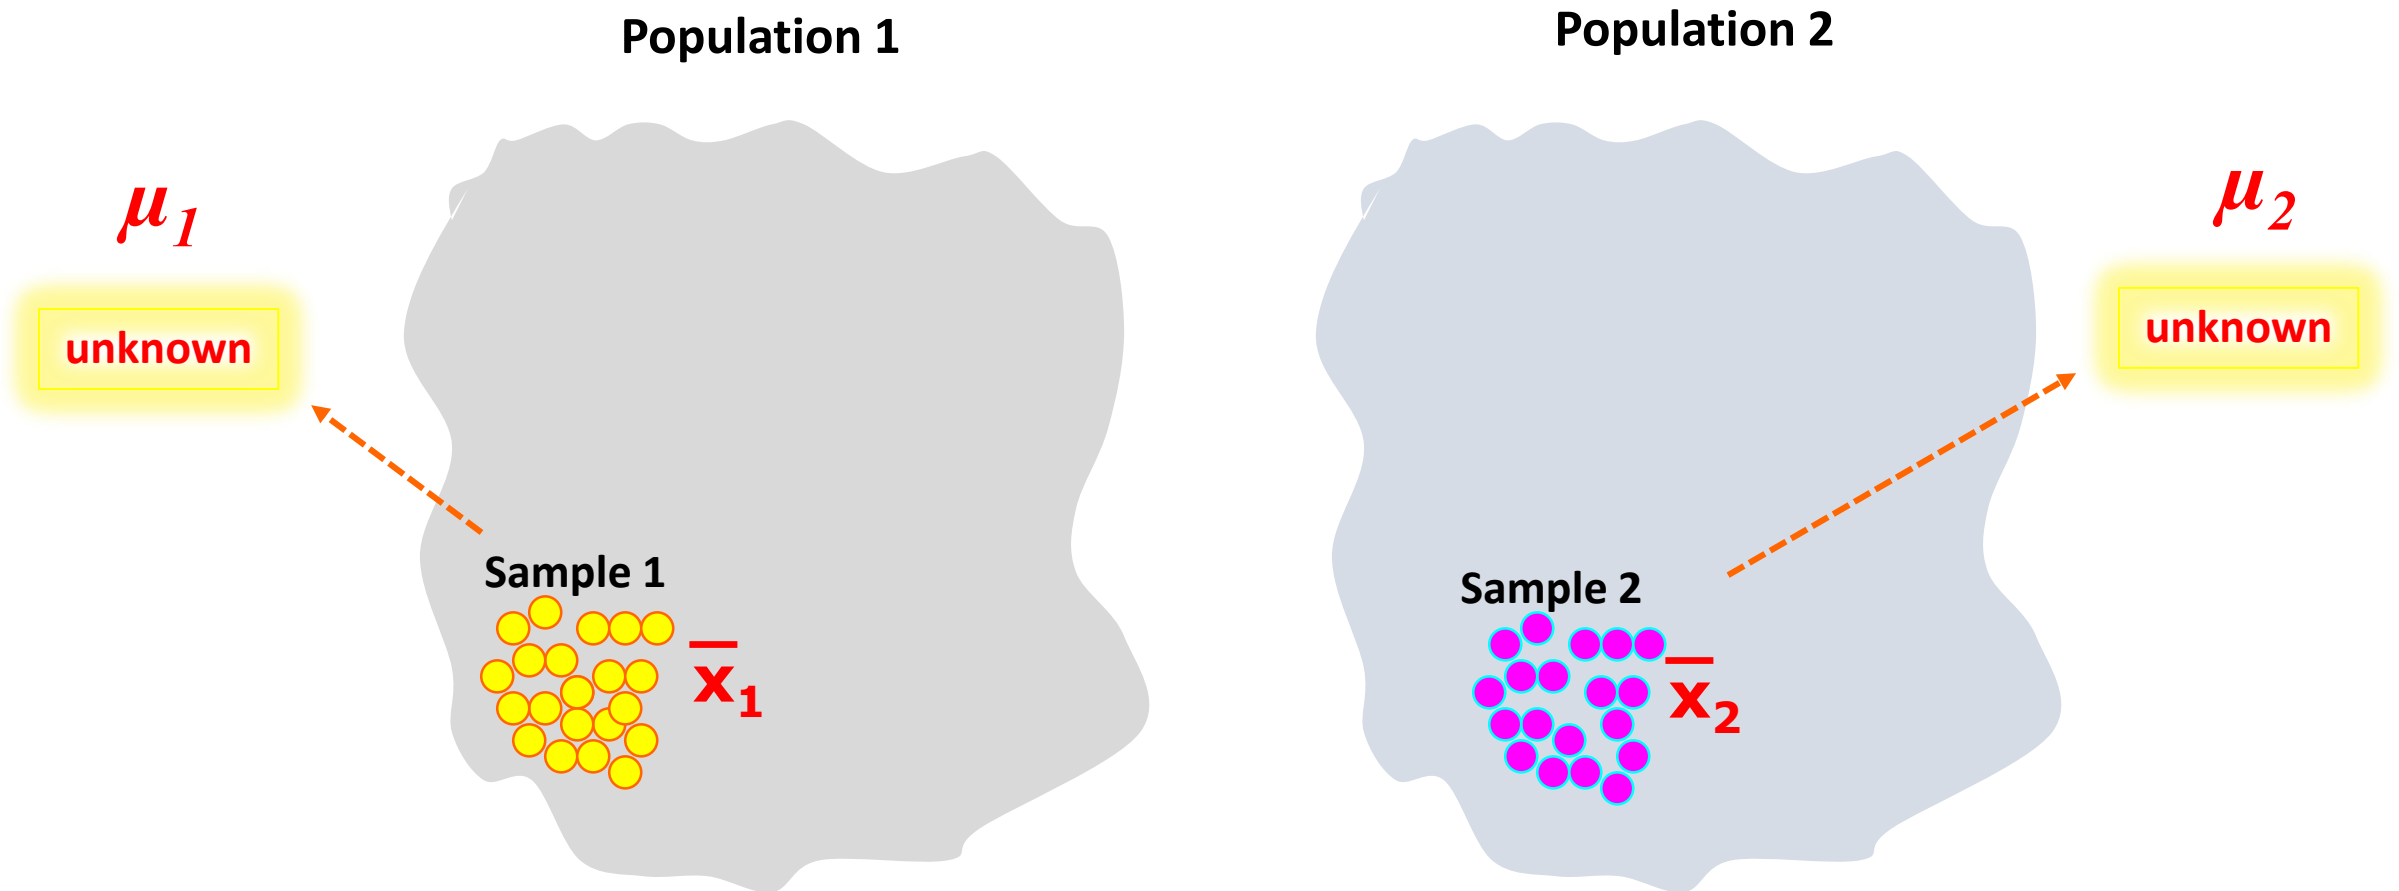 Population 1
Population 2
μ1
μ2
unknown
unknown
Sample 1
Sample 2
x̄1
x̄2